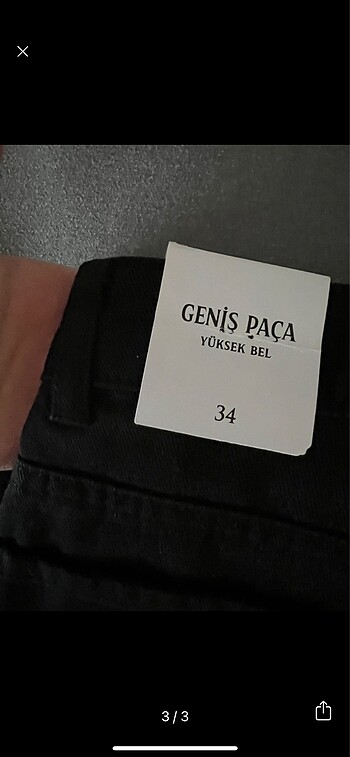 GENİŞ PAÇA
YÜKSEK BEL
34
3/3